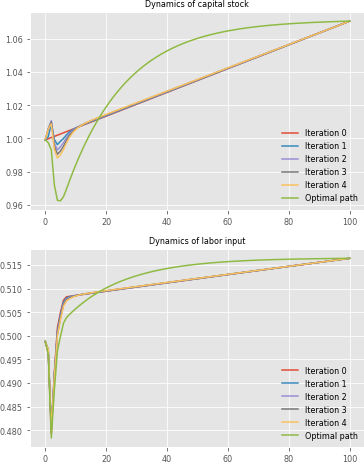 Dynamics of capital stock
1.06
1.04
1.02
1.00
0.98
0.96
Iteration 0
Iteration 1
Iteration 2
Iteration 3
Iteration 4
Optimal path
0 20 40 60 80 100
Dynamics of labor input
0.515
0.510
0.505
0.500
0.495
0.490
0.485
0.480
Iteration 0
Iteration 1
Iteration 2
Iteration 3
Iteration 4
Optimal path
0 20 40 60 80 100